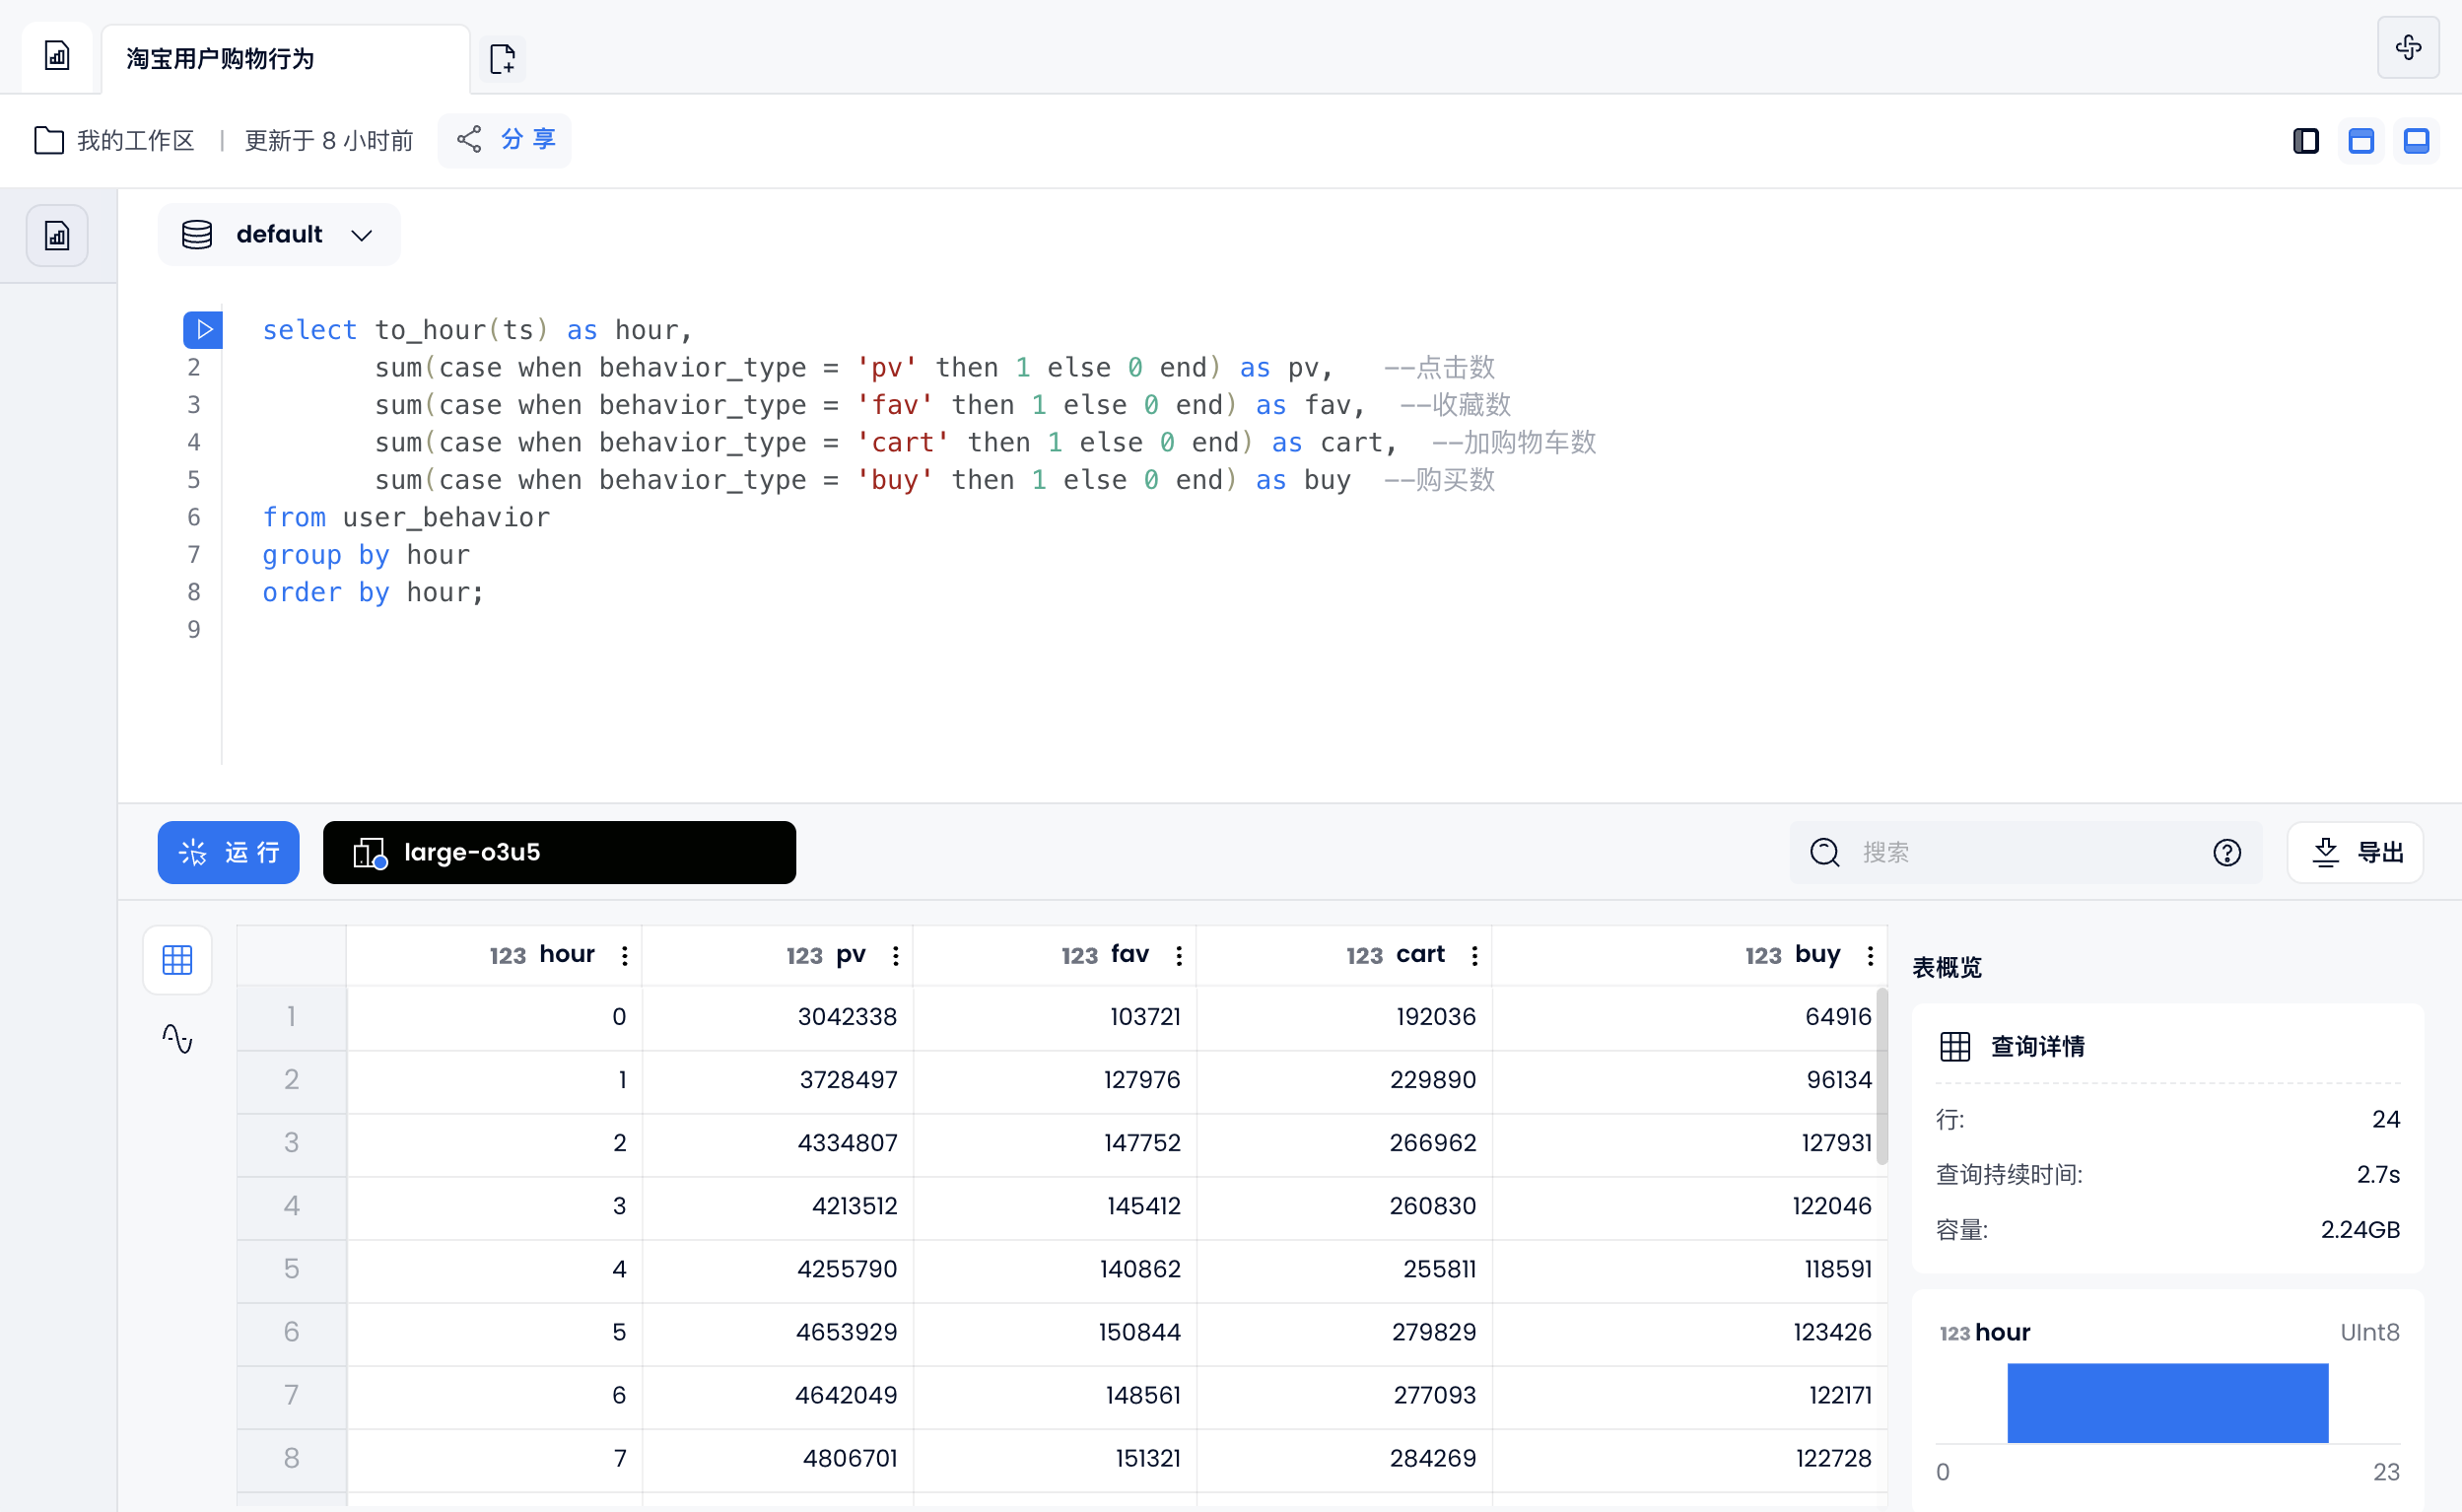 淘宝用户购物行为
我的工作区 | 更新于 8 小时前 分 享
default
select to_hour(ts) as hour,
2 sum(case when behavior_type = 'pv' then 1 else 0 end) as pv, --点击数
3 sum(case when behavior_type = 'fav' then 1 else 0 end) as fav, --收藏数
4 sum(case when behavior_type = 'cart' then 1 else 0 end) as cart, --加购物车数
5 sum(case when behavior_type = 'buy' then 1 else 0 end) as buy --购买数
6 from user_behavior
7 group by hour
8 order by hour;
9
运 行 large-o3u5 搜索 导出
123 hour 123 pv 123 fav 123 cart 123 buy
1 0 3042338 103721 192036 64916
2 1 3728497 127976 229890 96134
3 2 4334807 147752 266962 127931
4 3 4213512 145412 260830 122046
5 4 4255790 140862 255811 118591
6 5 4653929 150844 279829 123426
7 6 4642049 148561 277093 122171
8 7 4806701 151321 284269 122728
表概览
查询详情
行: 24
查询持续时间: 2.7s
容量: 2.24GB
123 hour UInt8
0 23